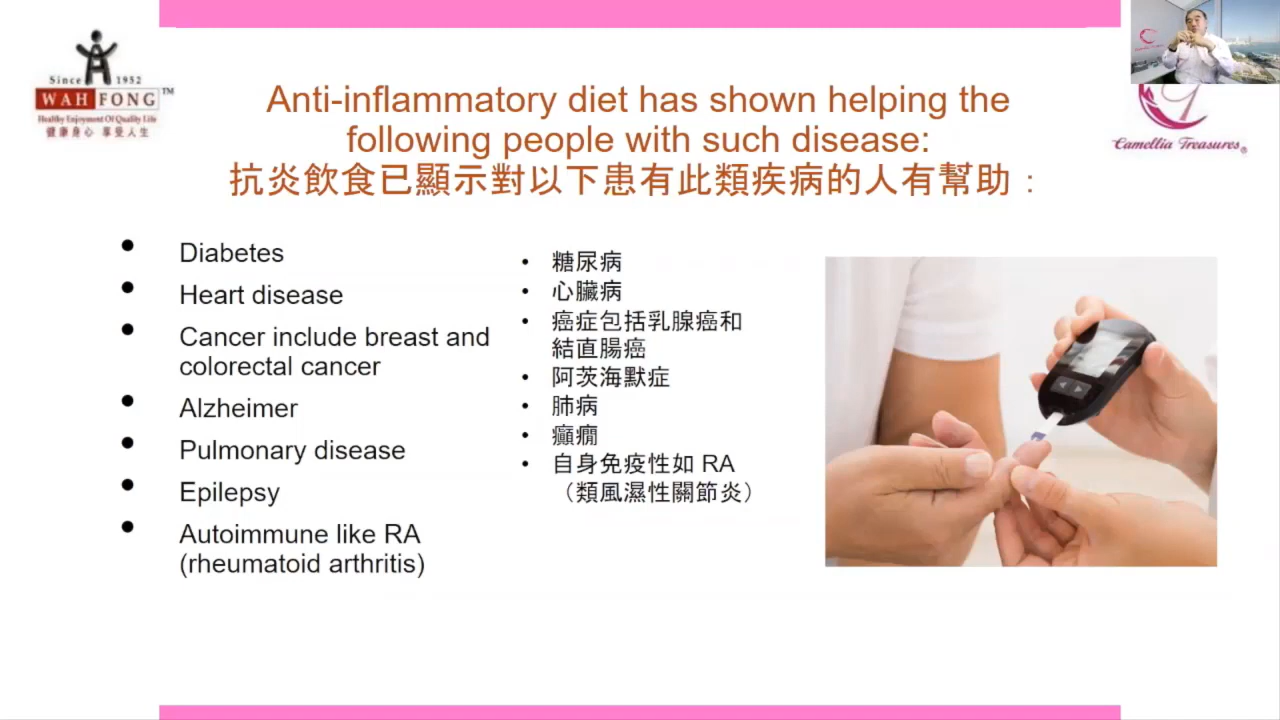 Since 1952
WAH FONG TM
Healthy Enjoyment Of Quality Life
健康身心 享受人生
Camellia Treasures®
Anti-inflammatory diet has shown helping the
following people with such disease:
抗炎飲食已顯示對以下患有此類疾病的人有幫助：
• Diabetes
• Heart disease
• Cancer include breast and
colorectal cancer
• Alzheimer
• Pulmonary disease
• Epilepsy
• Autoimmune like RA
(rheumatoid arthritis)
• 糖尿病
• 心臟病
• 癌症包括乳腺癌和
結直腸癌
• 阿茨海默症
• 肺病
• 癲癇
• 自身免疫性如 RA
（類風濕性關節炎）